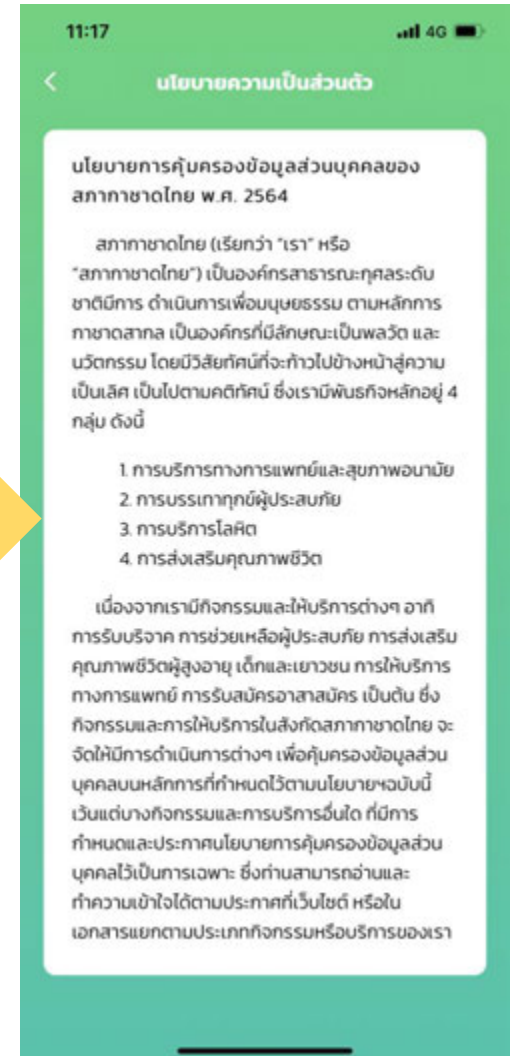 11:17
4G
นโยบายความเป็นส่วนตัว
นโยบายการคุ้มครองข้อมูลส่วนบุคคลของ
สภากาชาดไทย พ.ศ. 2564
สภากาชาดไทย (เรียกว่า "เรา" หรือ
"สภากาชาดไทย") เป็นองค์กรสาธารณะกุศลระดับ
ชาติมีการ ดำเนินการเพื่อมนุษยธรรม ตามหลักการ
กาชาดสากล เป็นองค์กรที่มีลักษณะเป็นพลวัต และ
นวัตกรรม โดยมีวิสัยทัศน์ที่จะก้าวไปข้างหน้าสู่ความ
เป็นเลิศ เป็นไปตามคติทัศน์ ซึ่งเรามีพันธกิจหลักอยู่ 4
กลุ่ม ดังนี้
1. การบริการทางการแพทย์และสุขภาพอนามัย
2. การบรรเทาทุกข์ผู้ประสบภัย
3. การบริการโลหิต
4. การส่งเสริมคุณภาพชีวิต
เนื่องจากเรามีกิจกรรมและให้บริการต่างๆ อาทิ
การรับบริจาค การช่วยเหลือผู้ประสบภัย การส่งเสริม
คุณภาพชีวิตผู้สูงอายุ เด็กและเยาวชน การให้บริการ
ทางการแพทย์ การรับสมัครอาสาสมัคร เป็นต้น ซึ่ง
กิจกรรมและการให้บริการในสังกัดสภากาชาดไทย จะ
จัดให้มีการดำเนินการต่างๆ เพื่อคุ้มครองข้อมูลส่วน
บุคคลบนหลักการที่กำหนดไว้ตามนโยบายฯฉบับนี้
เว้นแต่บางกิจกรรมและการบริการอื่นใด ที่มีการ
กำหนดและประกาศนโยบายการคุ้มครองข้อมูลส่วน
บุคคลไว้เป็นการเฉพาะ ซึ่งท่านสามารถอ่านและ
ทำความเข้าใจได้ตามประกาศที่เว็บไซต์ หรือใน
เอกสารแยกตามประเภทกิจกรรมหรือบริการของเรา